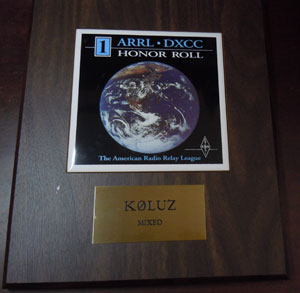 1
ARRL • DXCC
HONOR ROLL
The American Radio Relay League
KØLUZ
MIXED